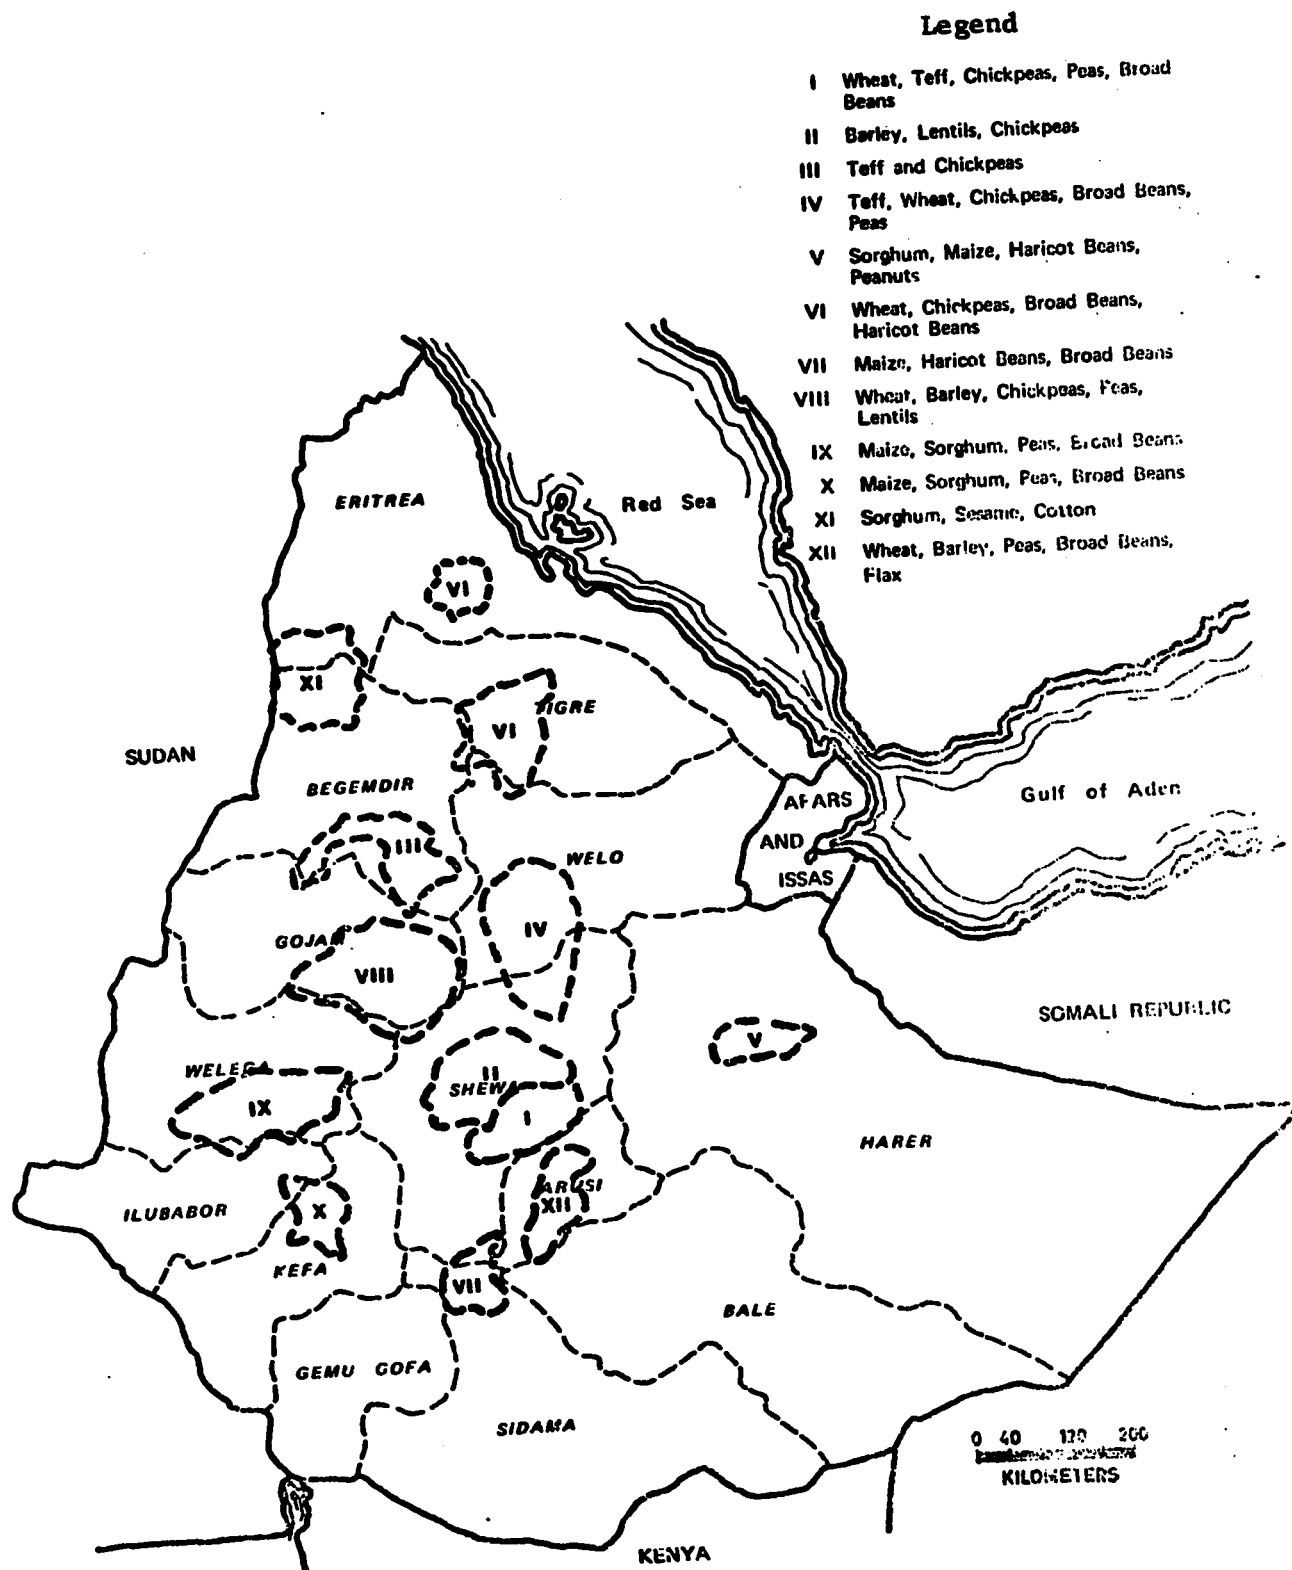 Legend
I Wheat, Teff, Chickpeas, Peas, Broad
Beans
II Barley, Lentils, Chickpeas
III Teff and Chickpeas
IV Teff, Wheat, Chickpeas, Broad Beans,
Peas
V Sorghum, Maize, Haricot Beans,
Peanuts
VI Wheat, Chickpeas, Broad Beans,
Haricot Beans
VII Maize, Haricot Beans, Broad Beans
VIII Wheat, Barley, Chickpeas, Peas,
Lentils
IX Maize, Sorghum, Peas, Broad Beans
X Maize, Sorghum, Peas, Broad Beans
XI Sorghum, Sesame, Cotton
XII Wheat, Barley, Peas, Broad Beans,
Flax
ERITREA
Red Sea
VI
XI
TIGRE
VI
SUDAN
BEGEMDIR
AFARS
AND
ISSAS
Gulf of Aden
III
WELO
GOJAM
IV
VIII
SOMALI REPUBLIC
V
WELEGA
II
SHEWA
IX
I
HARER
ARUSI
XII
ILUBABOR
X
KEFA
VII
BALE
GEMU GOFA
SIDAMA
0 40 120 200
KILOMETERS
KENYA